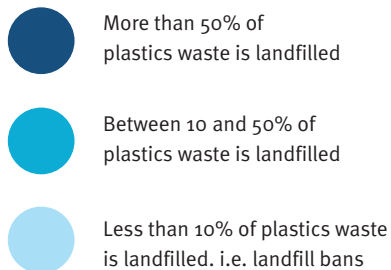 More than 50% of
plastics waste is landfilled
Between 10 and 50% of
plastics waste is landfilled
Less than 10% of plastics waste
is landfilled. i.e. landfill bans